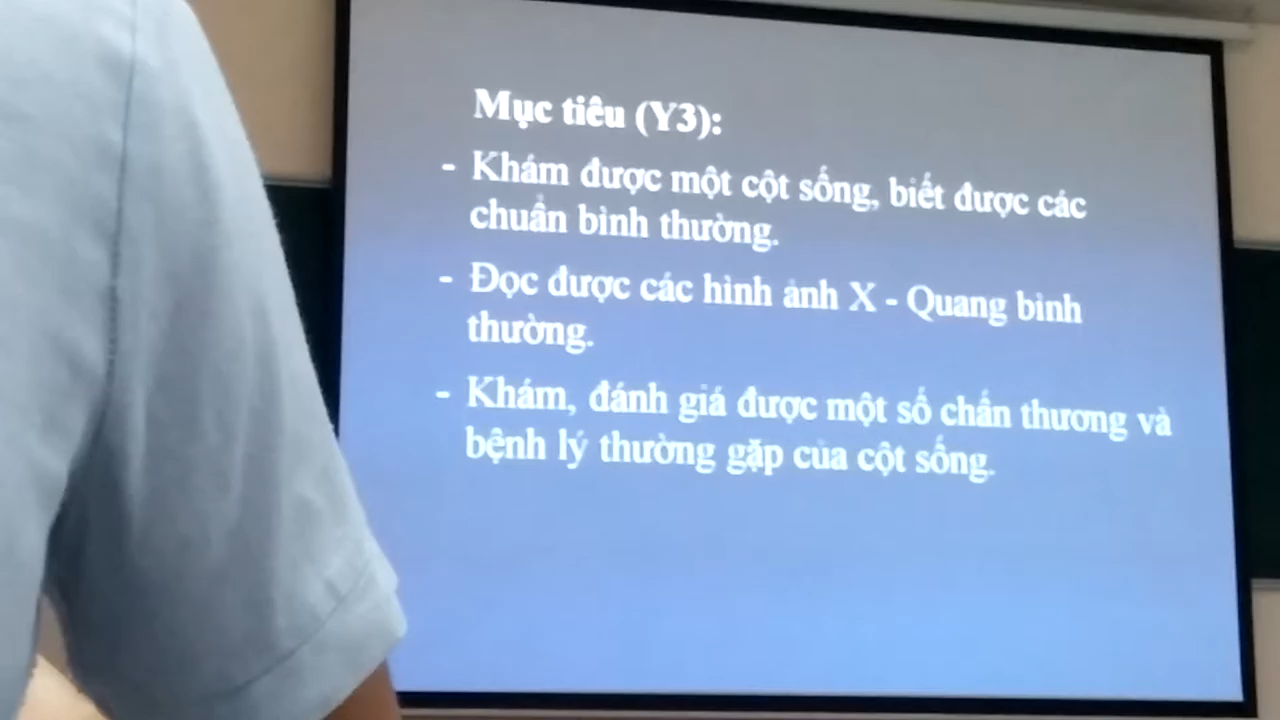 Mục tiêu (Y3):
- Khám được một cột sống, biết được các
chuẩn bình thường.
- Đọc được các hình ảnh X - Quang bình
thường.
- Khám, đánh giá được một số chấn thương và
bệnh lý thường gặp của cột sống.